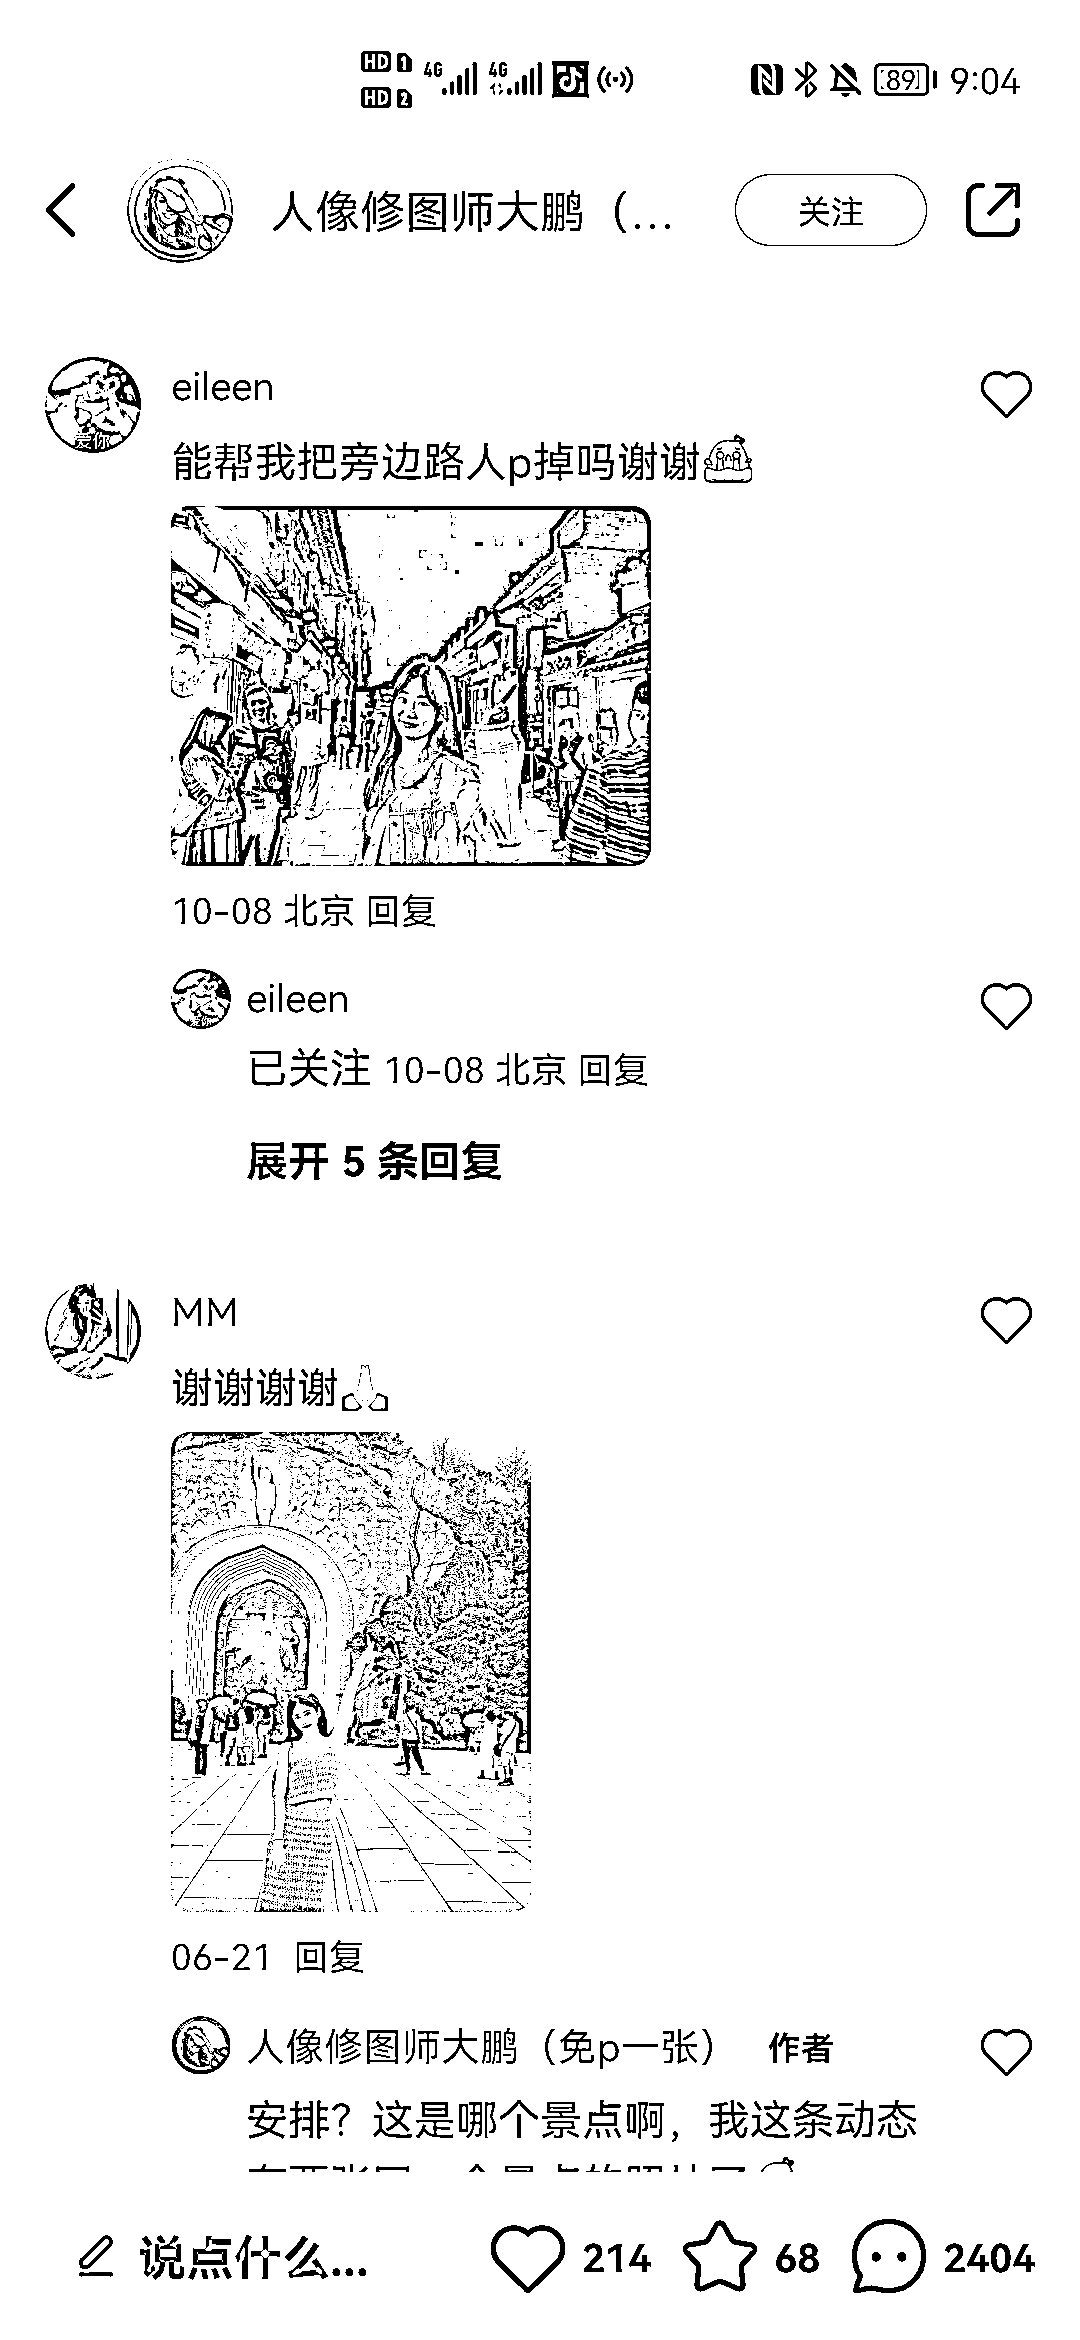 HD 1
HD 2
4G
4G
89
9:04
人像修图师大鹏（...
关注
eileen
能帮我把旁边路人p掉吗谢谢
爱你
10-08 北京 回复
eileen
已关注 10-08 北京 回复
展开 5 条回复
MM
谢谢谢谢
06-21 回复
人像修图师大鹏（免p一张） 作者
安排？这是哪个景点啊，我这条动态
说点什么...
214
68
2404